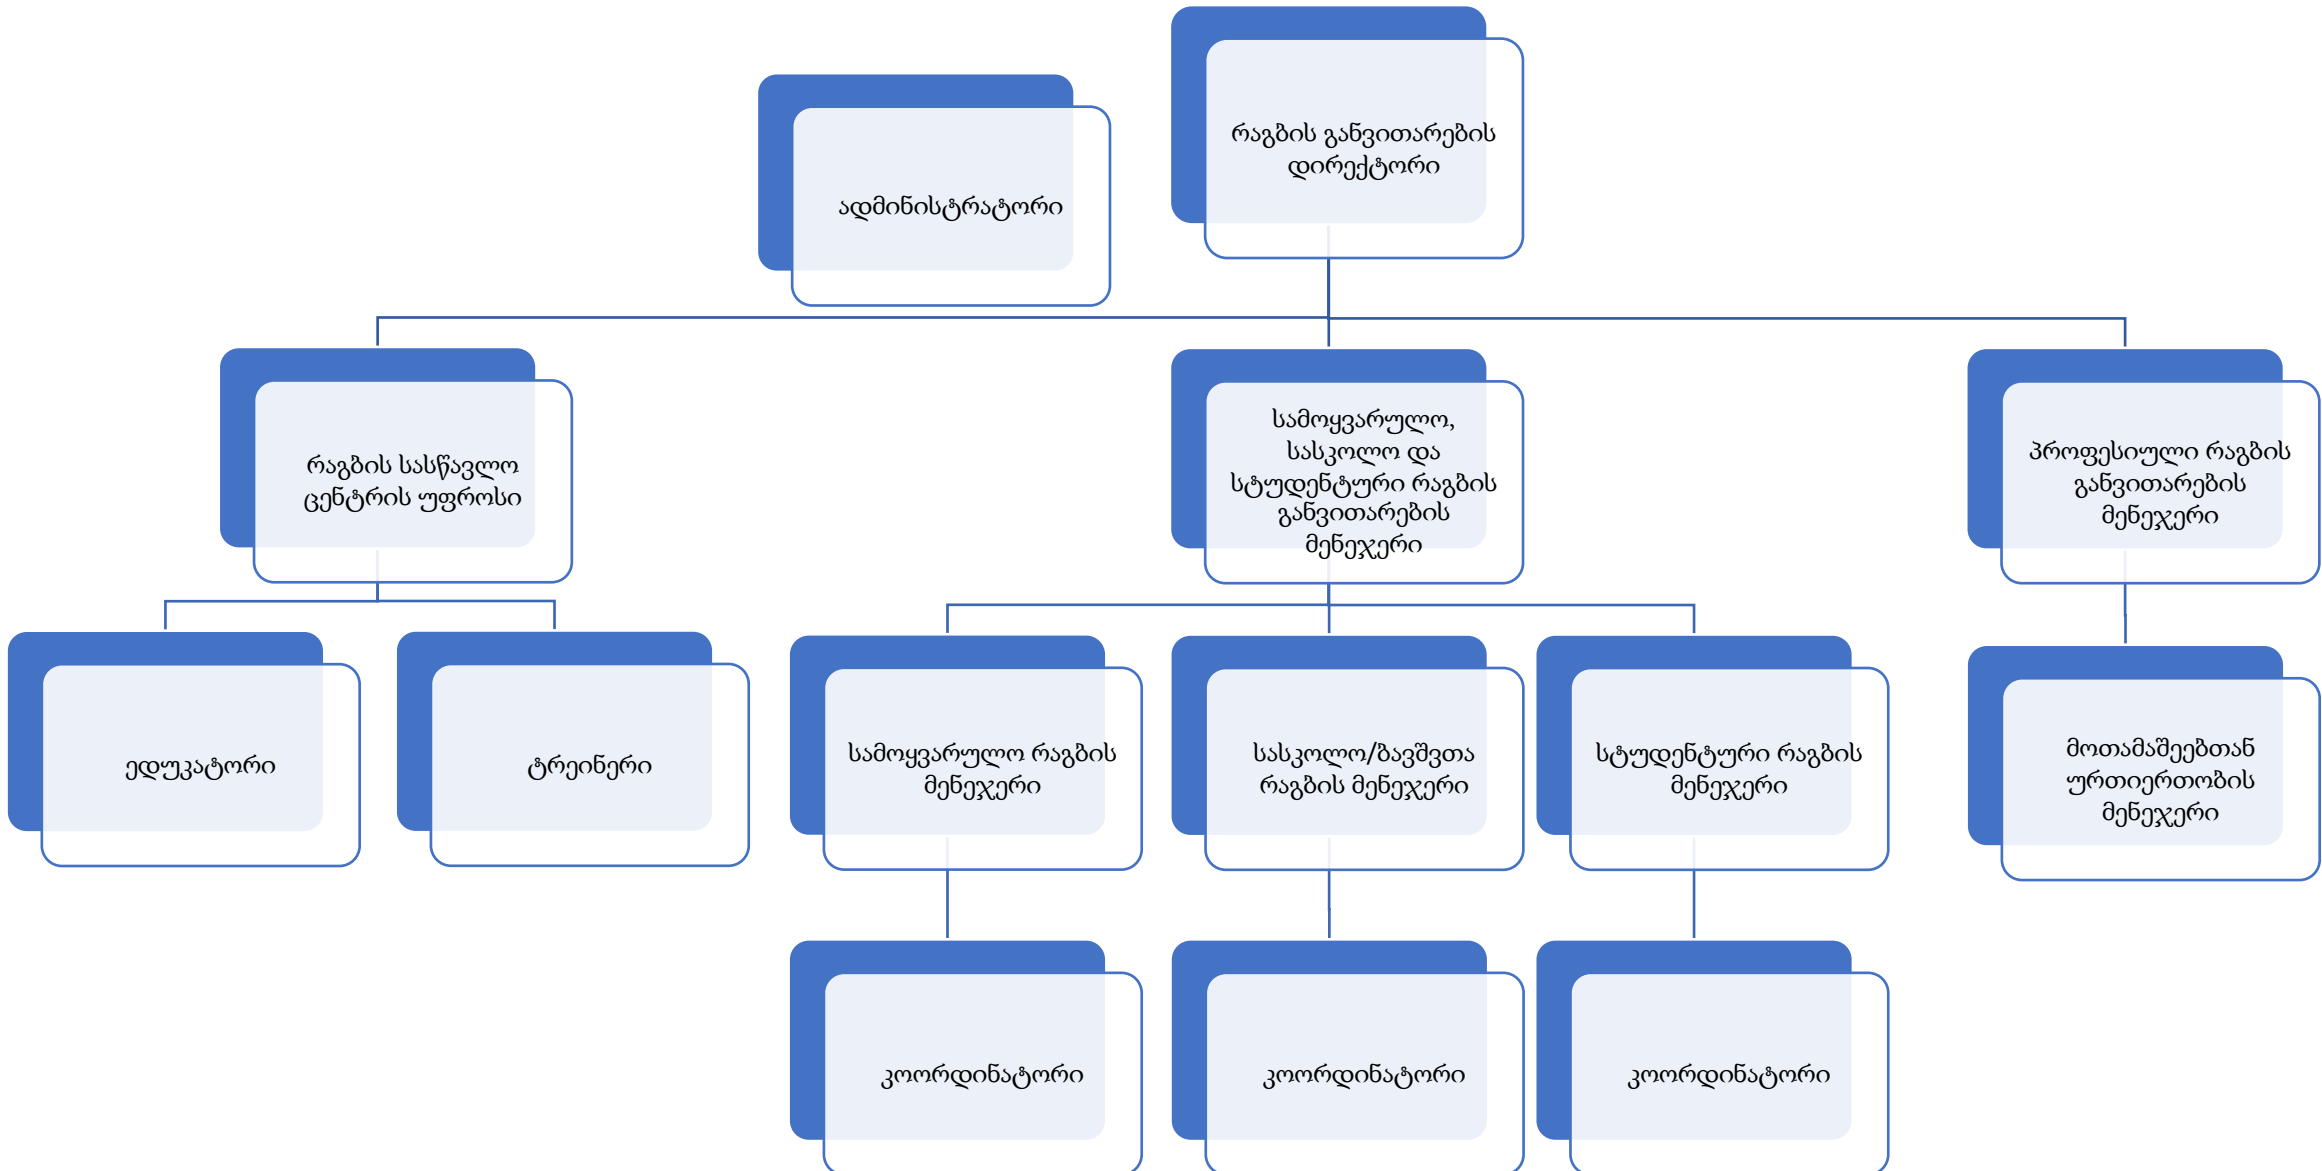 რაგბის განვითარების
დირექტორი
ადმინისტრატორი
რაგბის სასწავლო
ცენტრის უფროსი
სამოყვარულო,
სასკოლო და
სტუდენტური რაგბის
განვითარების
მენეჯერი
პროფესიული რაგბის
განვითარების
მენეჯერი
ედუკატორი
ტრეინერი
სამოყვარულო რაგბის
მენეჯერი
სასკოლო/ბავშვთა
რაგბის მენეჯერი
სტუდენტური რაგბის
მენეჯერი
მოთამაშეებთან
ურთიერთობის
მენეჯერი
კოორდინატორი
კოორდინატორი
კოორდინატორი